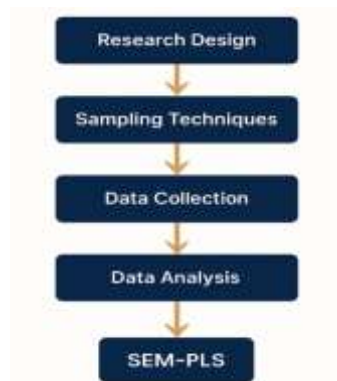 Research Design
Sampling Techniques
Data Collection
Data Analysis
SEM-PLS